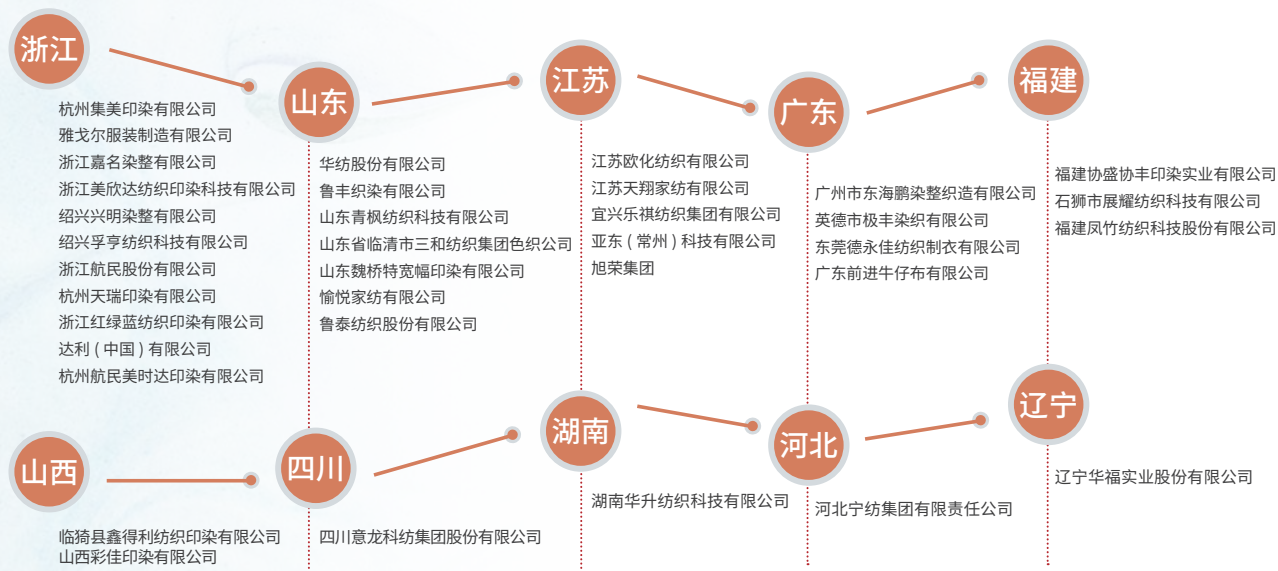 浙江
杭州集美印染有限公司
雅戈尔服装制造有限公司
浙江嘉名染整有限公司
浙江美欣达纺织印染科技有限公司
绍兴兴明染整有限公司
绍兴孚亨纺织科技有限公司
浙江航民股份有限公司
杭州天瑞印染有限公司
浙江红绿蓝纺织印染有限公司
达利 ( 中国 ) 有限公司
杭州航民美时达印染有限公司
山东
华纺股份有限公司
鲁丰织染有限公司
山东青枫纺织科技有限公司
山东省临清市三和纺织集团色织公司
山东魏桥特宽幅印染有限公司
愉悦家纺有限公司
鲁泰纺织股份有限公司
江苏
江苏欧化纺织有限公司
江苏天翔家纺有限公司
宜兴乐祺纺织集团有限公司
亚东 ( 常州 ) 科技有限公司
旭荣集团
广东
广州市东海鹏染整织造有限公司
英德市极丰染织有限公司
东莞德永佳纺织制衣有限公司
广东前进牛仔布有限公司
福建
福建协盛协丰印染实业有限公司
石狮市展耀纺织科技有限公司
福建凤竹纺织科技股份有限公司
山西
临猗县鑫得利纺织印染有限公司
山西彩佳印染有限公司
四川
四川意龙科纺集团股份有限公司
湖南
湖南华升纺织科技有限公司
河北
河北宁纺集团有限责任公司
辽宁
辽宁华福实业股份有限公司